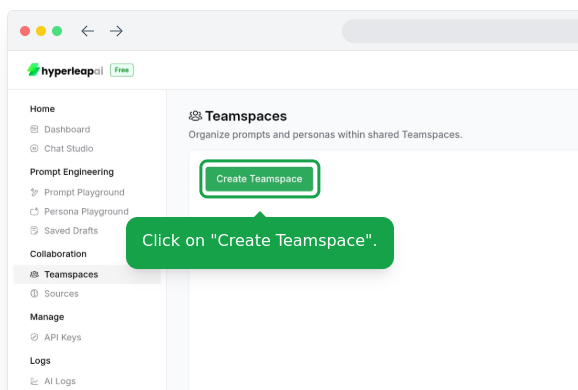 hyperleapai
Free
Home
Dashboard
Chat Studio
Prompt Engineering
Prompt Playground
Persona Playground
Saved Drafts
Collaboration
Teamspaces
Sources
Manage
API Keys
Logs
AI Logs
Teamspaces
Organize prompts and personas within shared Teamspaces.
Create Teamspace
Click on "Create Teamspace".